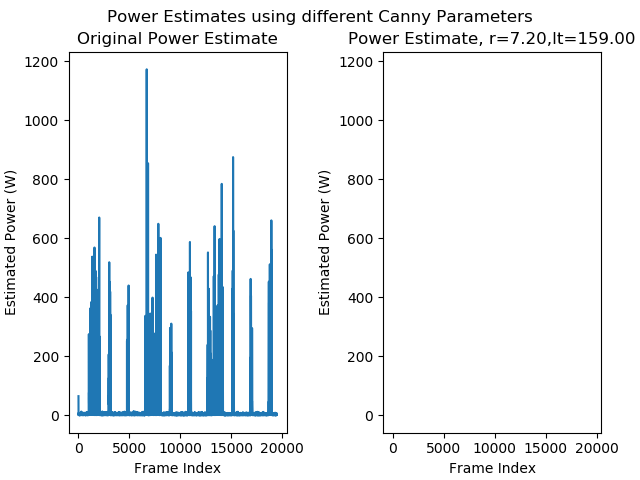 Power Estimates using different Canny Parameters
Original Power Estimate
1200
1000
800
600
400
200
0
Estimated Power (W)
0 5000 10000 15000 20000
Frame Index
Power Estimate, r=7.20,lt=159.00
1200
1000
800
600
400
200
0
Estimated Power (W)
0 5000 10000 15000 20000
Frame Index